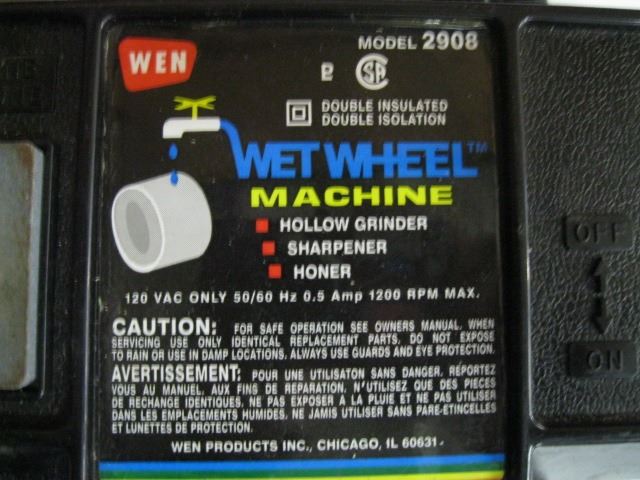 WEN
MODEL 2908
CSA
DOUBLE INSULATED
DOUBLE ISOLATION
WET WHEEL™
MACHINE
HOLLOW GRINDER
SHARPENER
HONER
120 VAC ONLY 50/60 Hz 0.5 Amp 1200 RPM MAX.
CAUTION: FOR SAFE OPERATION SEE OWNERS MANUAL, WHEN
SERVICING USE ONLY IDENTICAL REPLACEMENT PARTS, DO NOT EXPOSE
TO RAIN OR USE IN DAMP LOCATIONS, ALWAYS USE GUARDS AND EYE PROTECTION.
AVERTISSEMENT: POUR UNE UTILISATON SANS DANGER, RÉPORTEZ
VOUS AU MANUEL, AUX FINS DE REPARATION, N'UTILISEZ QUE DES PIECES
DE RECHANGE IDENTIQUES, NE PAS EXPOSER A LA PLUIE ET NE PAS UTILISER
DANS LES EMPLACEMENTS HUMIDES, NE JAMIS UTILISER SANS PARE-ETINCELLES
ET LUNETTES DE PROTECTION.
WEN PRODUCTS INC., CHICAGO, IL 60631
OFF
ON